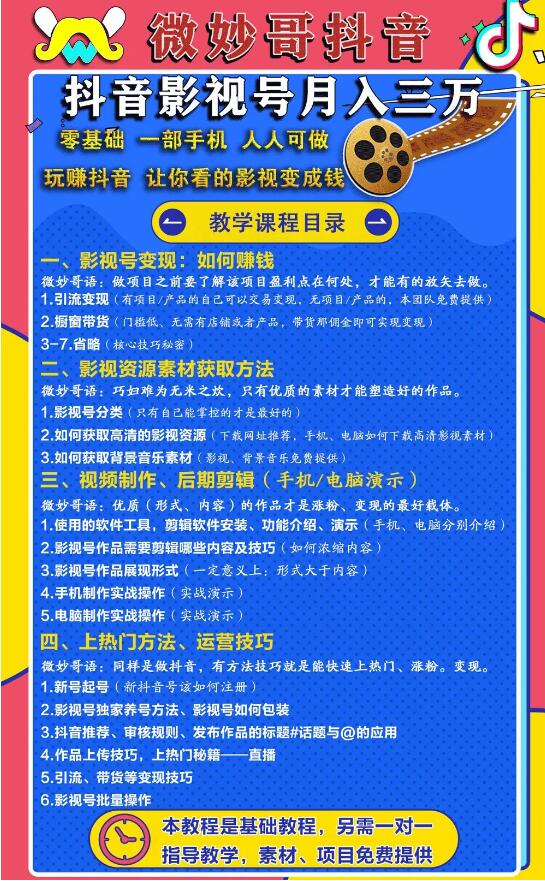 微妙哥抖音
抖音影视号月入三万
零基础 一部手机 人人可做
玩赚抖音 让你看的影视变成钱
教学课程目录
一、影视号变现：如何赚钱
微妙哥语：做项目之前要了解该项目盈利点在何处，才能有的放矢去做。
1.引流变现（有项目/产品的自己可以交易变现，无项目/产品的，本团队免费提供）
2.橱窗带货（门槛低、无需有店铺或者产品，带货那佣金即可实现变现）
3-7.省略（核心技巧秘密）
二、影视资源素材获取方法
微妙哥语：巧妇难为无米之炊，只有优质的素材才能塑造好的作品。
1.影视号分类（只有自己能掌控的才是最好的）
2.如何获取高清的影视资源（下载网址推荐，手机、电脑如何下载高清影视素材）
3.如何获取背景音乐素材（影视、背景音乐免费提供）
三、视频制作、后期剪辑（手机/电脑演示）
微妙哥语：优质（形式、内容）的作品才是涨粉、变现的最好载体。
1.使用的软件工具，剪辑软件安装、功能介绍、演示（手机、电脑分别介绍）
2.影视号作品需要剪辑哪些内容及技巧（如何浓缩内容）
3.影视号作品展现形式（一定意义上：形式大于内容）
4.手机制作实战操作（实战演示）
5.电脑制作实战操作（实战演示）
四、上热门方法、运营技巧
微妙哥语：同样是做抖音，有方法技巧就是能快速上热门、涨粉。变现。
1.新号起号（新抖音号该如何注册）
2.影视号独家养号方法、影视号如何包装
3.抖音推荐、审核规则、发布作品的标题#话题与@的应用
4.作品上传技巧，上热门秘籍——直播
5.引流、带货等变现技巧
6.影视号批量操作
本教程是基础教程，另需一对一
指导教学，素材、项目免费提供